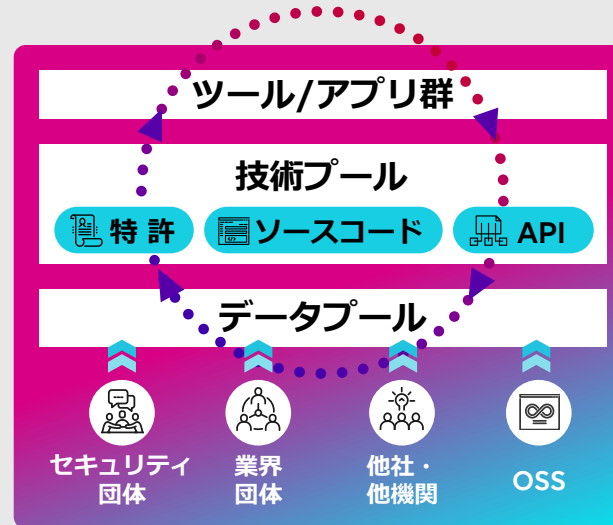 ツール/アプリ群
技術プール
特許 ソースコード API
データプール
セキュリティ
団体
業界
団体
他社・
他機関
OSS